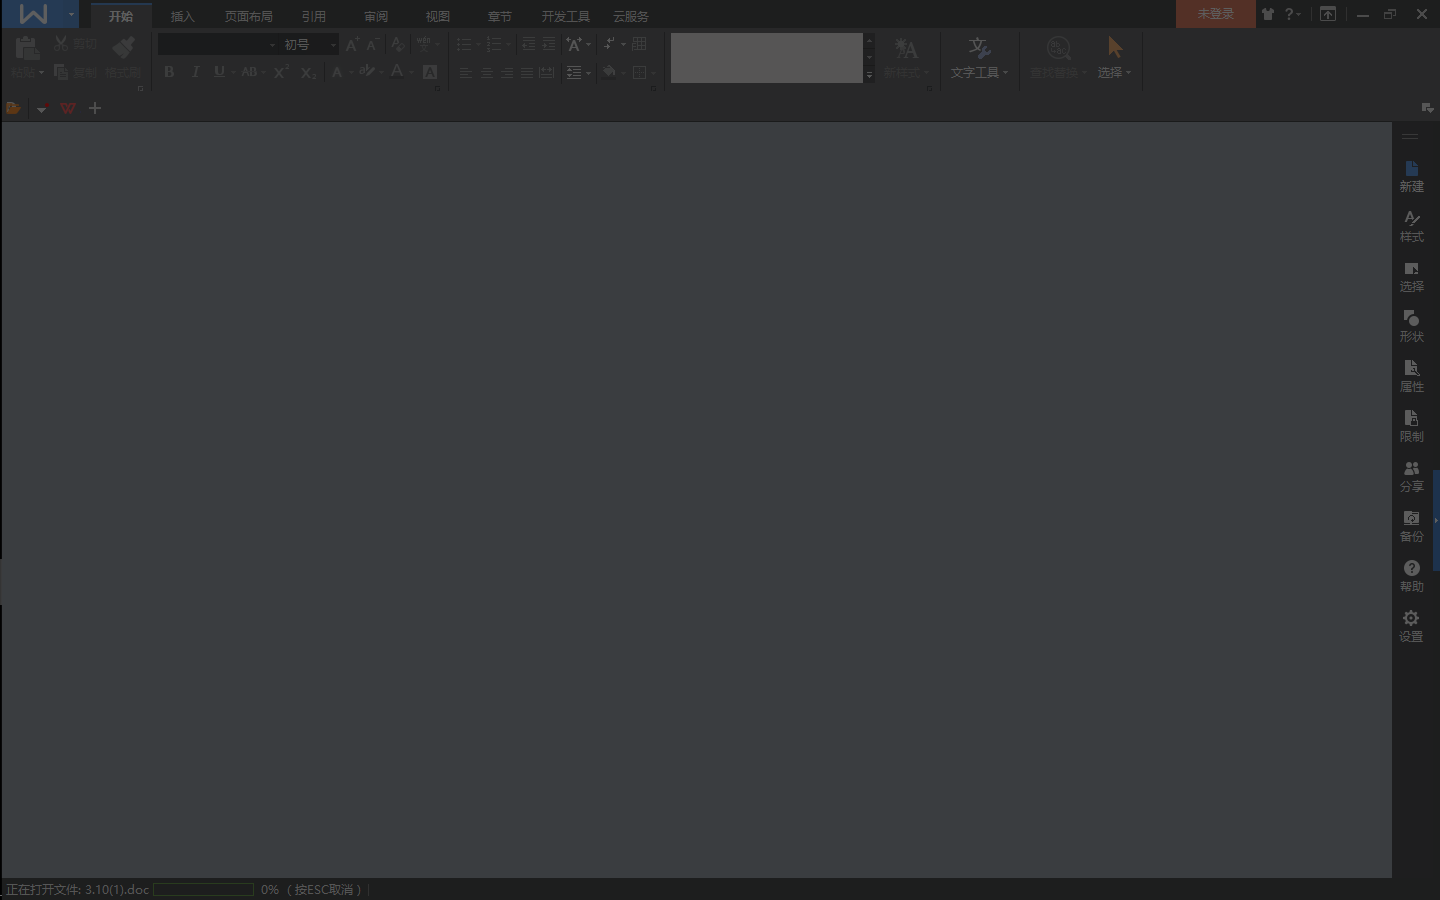 开始 插入 页面布局 引用 审阅 视图 章节 开发工具 云服务 未登录
剪切 初号
粘贴 复制 格式刷 B I U AB X² X₂ A A A 新样式 文字工具 查找替换 选择
新建
样式
选择
形状
属性
限制
分享
备份
帮助
设置
正在打开文件: 3.10(1).doc 0% （按ESC取消）